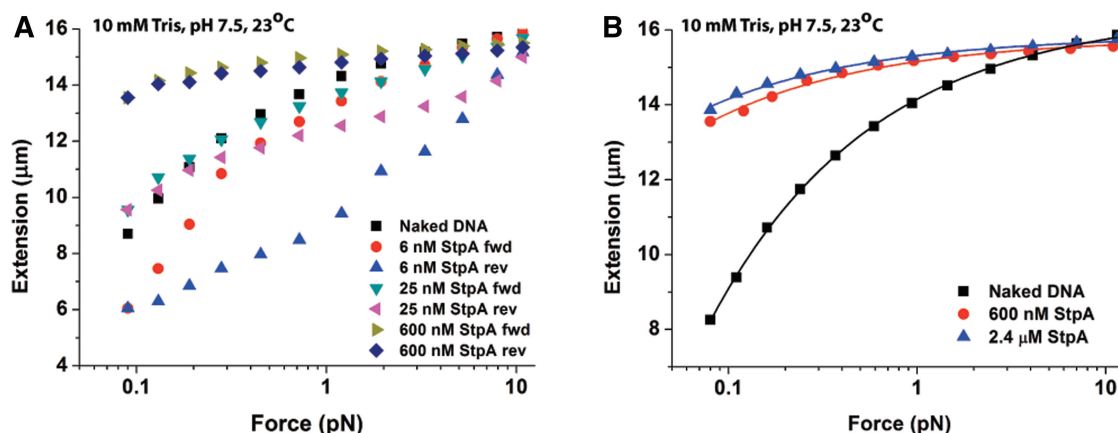 A
10 mM Tris, pH 7.5, 23°C
Extension (μm)
16
14
12
10
8
6
4
Naked DNA
6 nM StpA fwd
6 nM StpA rev
25 nM StpA fwd
25 nM StpA rev
600 nM StpA fwd
600 nM StpA rev
0.1
1
10
Force (pN)
B
10 mM Tris, pH 7.5, 23°C
Extension (μm)
16
14
12
10
8
Naked DNA
600 nM StpA
2.4 μM StpA
0.1
1
10
Force (pN)